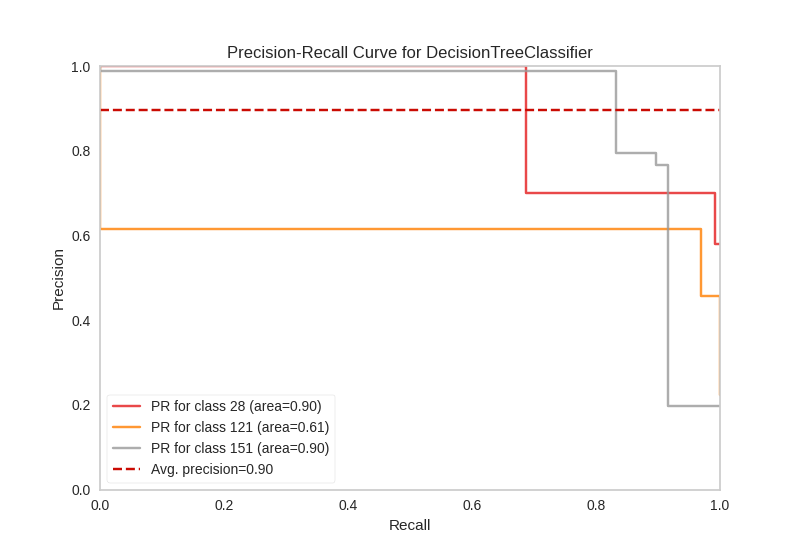 Precision-Recall Curve for DecisionTreeClassifier
1.0
0.8
0.6
0.4
0.2
0.0
Precision
PR for class 28 (area=0.90)
PR for class 121 (area=0.61)
PR for class 151 (area=0.90)
Avg. precision=0.90
0.0 0.2 0.4 0.6 0.8 1.0
Recall